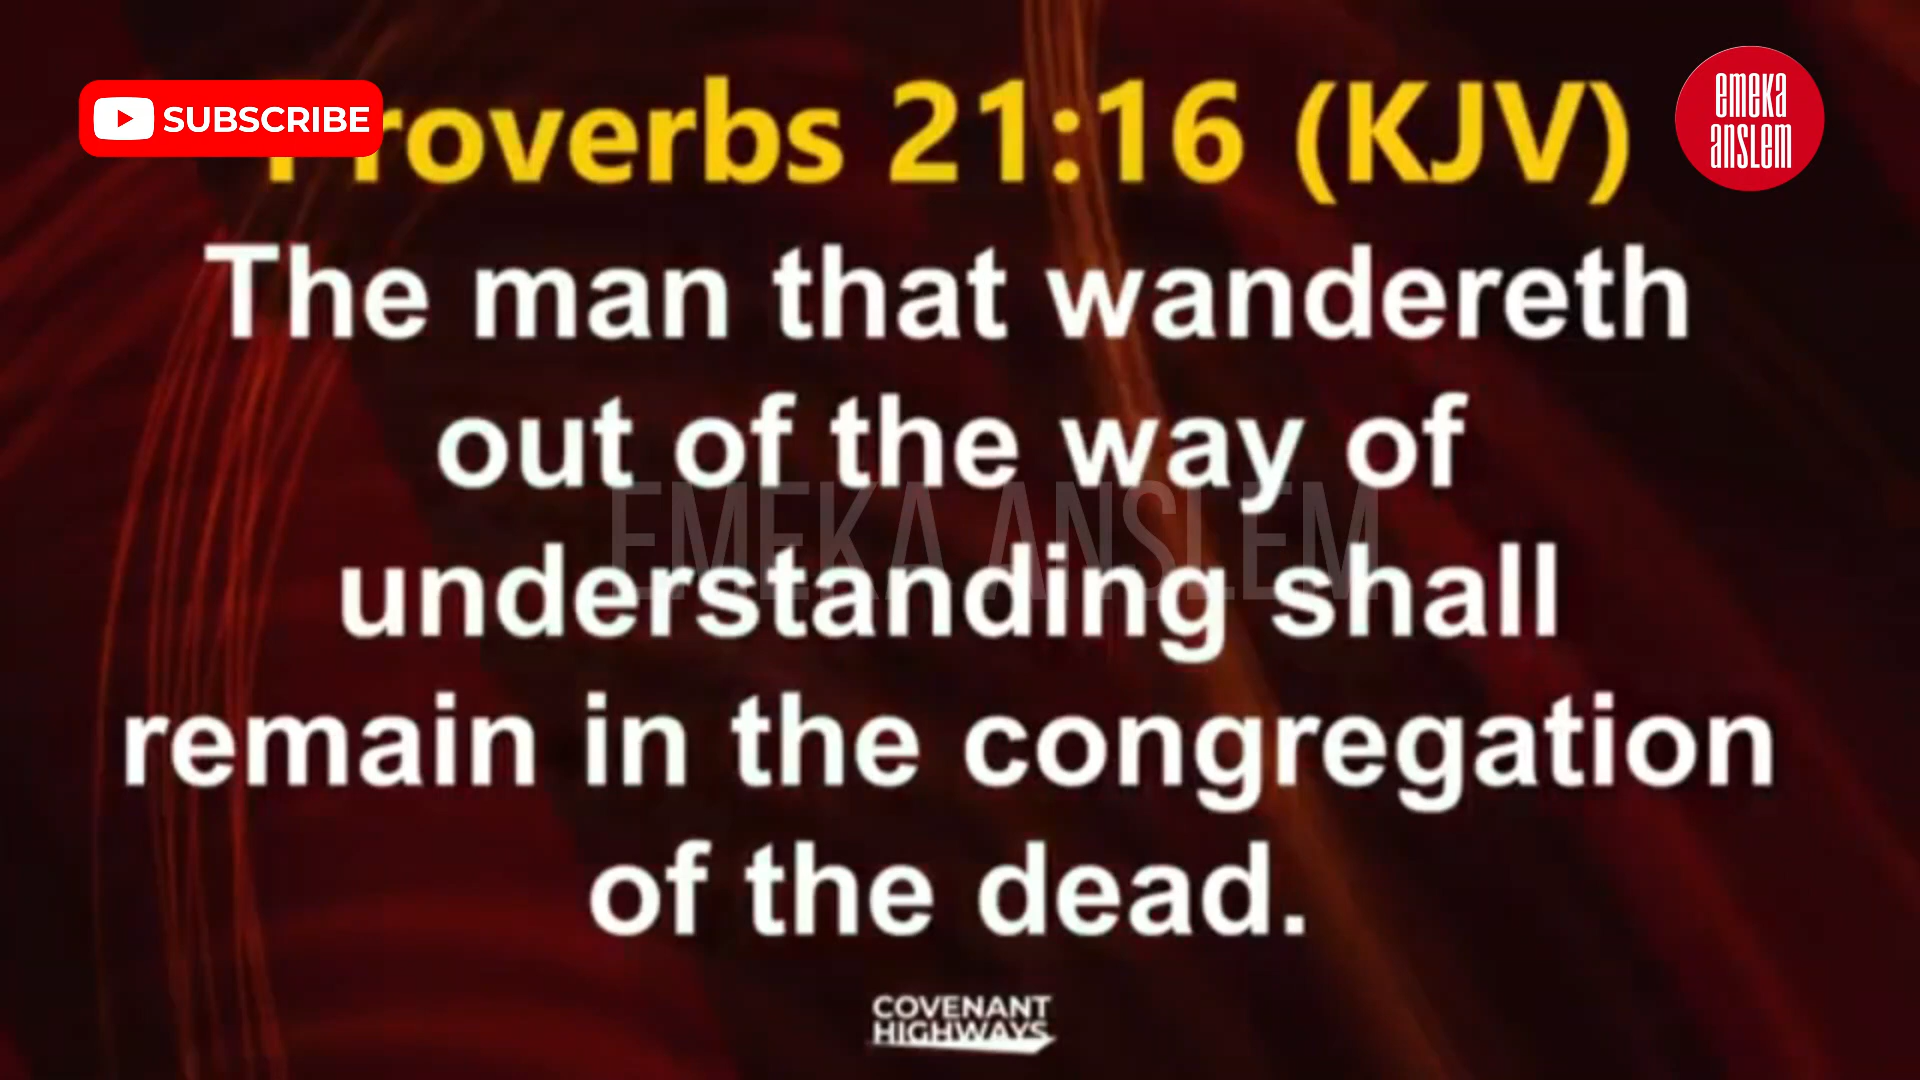 SUBSCRIBE
Proverbs 21:16 (KJV)
emeka
anslem
The man that wandereth
out of the way of
EMEKA ANSLEM
understanding shall
remain in the congregation
of the dead.
COVENANT
HIGHWAYS